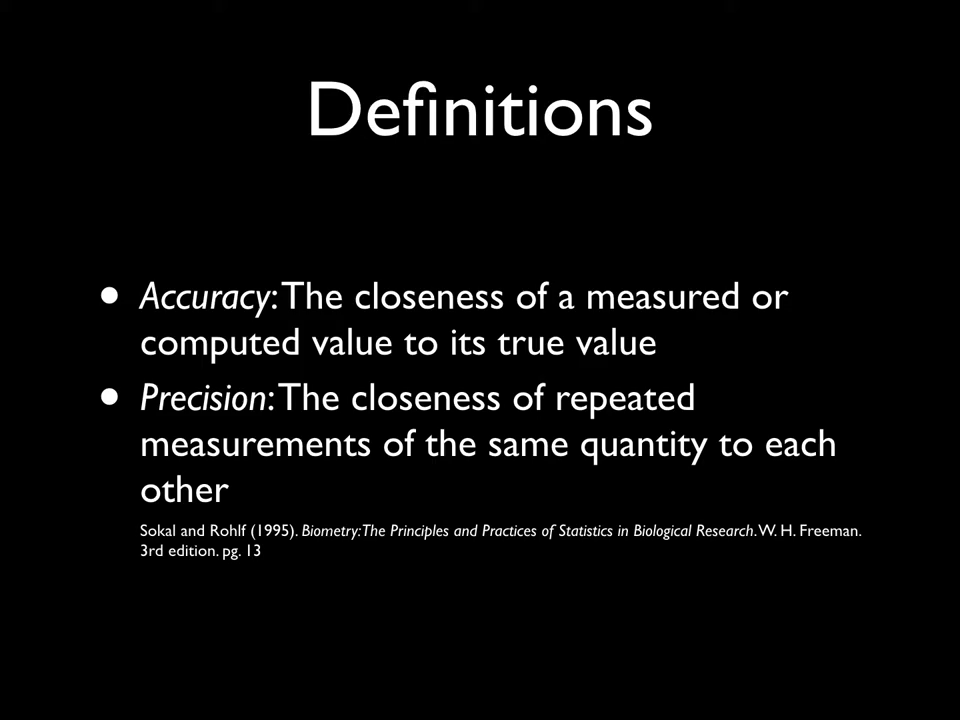 Definitions
• Accuracy: The closeness of a measured or
computed value to its true value
• Precision: The closeness of repeated
measurements of the same quantity to each
other
Sokal and Rohlf (1995). Biometry: The Principles and Practices of Statistics in Biological Research. W. H. Freeman.
3rd edition. pg. 13